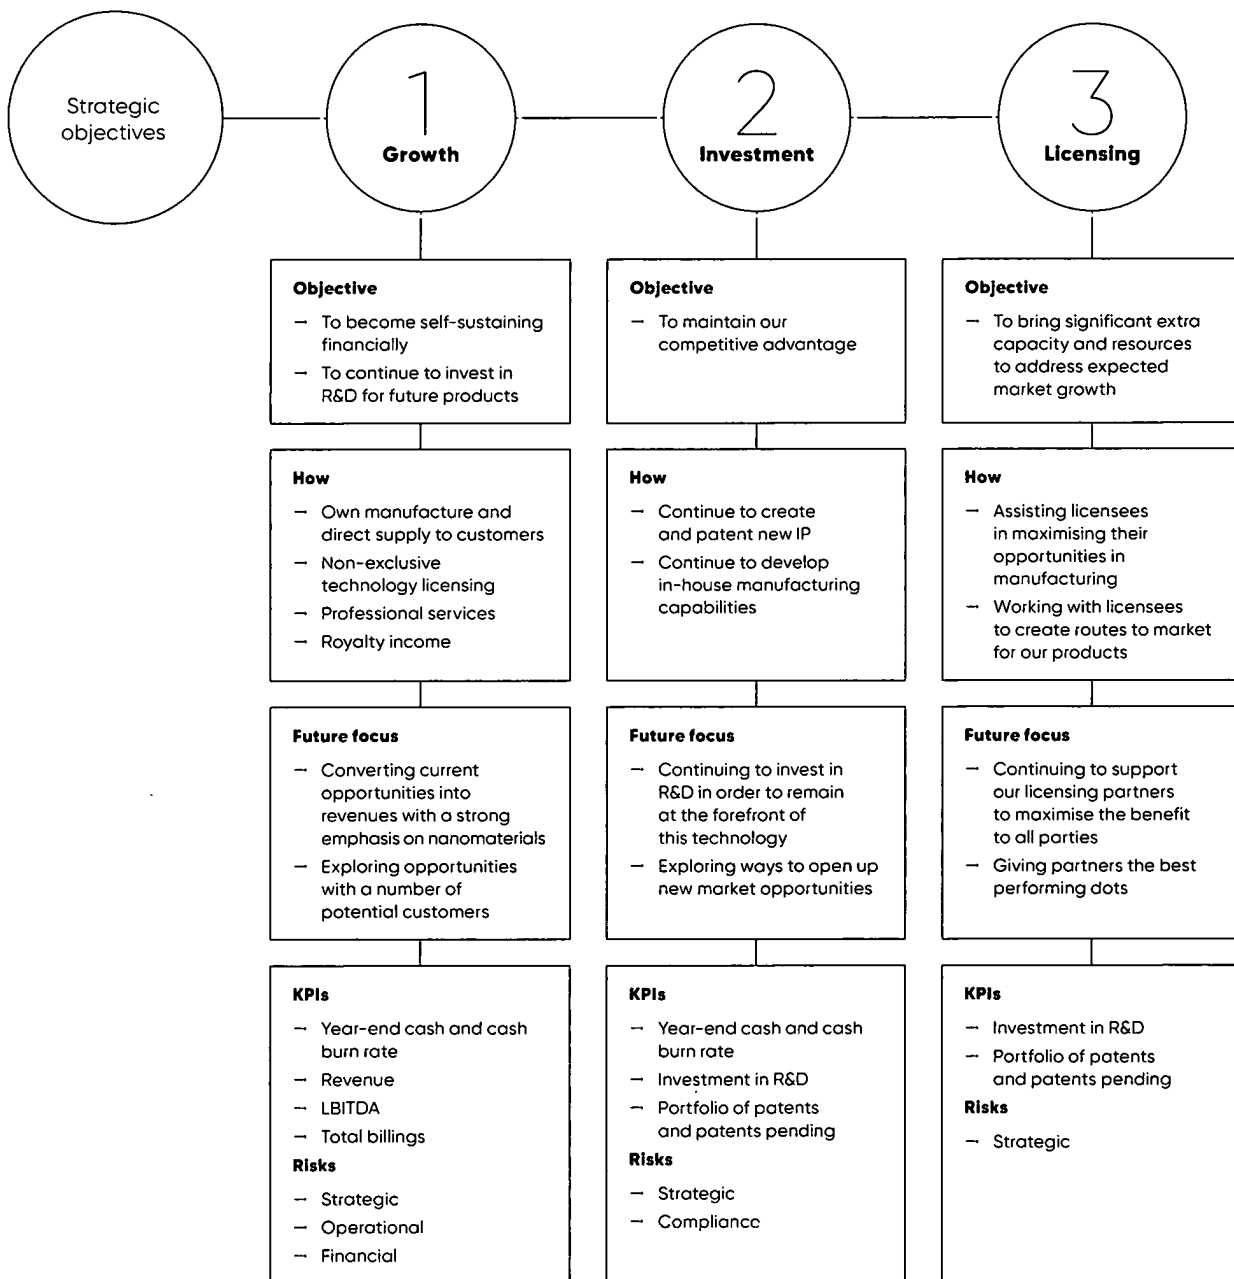 Strategic
objectives
1
Growth
2
Investment
3
Licensing
Objective
→ To become self-sustaining
financially
→ To continue to invest in
R&D for future products
How
→ Own manufacture and
direct supply to customers
→ Non-exclusive
technology licensing
→ Professional services
→ Royalty income
Future focus
→ Converting current
opportunities into
revenues with a strong
emphasis on nanomaterials
→ Exploring opportunities
with a number of
potential customers
KPIs
→ Year-end cash and cash
burn rate
→ Revenue
→ LBITDA
→ Total billings
Risks
→ Strategic
→ Operational
→ Financial
Objective
→ To maintain our
competitive advantage
How
→ Continue to create
and patent new IP
→ Continue to develop
in-house manufacturing
capabilities
Future focus
→ Continuing to invest in
R&D in order to remain
at the forefront of
this technology
→ Exploring ways to open up
new market opportunities
KPIs
→ Year-end cash and cash
burn rate
→ Investment in R&D
→ Portfolio of patents
and patents pending
Risks
→ Strategic
→ Compliance
Objective
→ To bring significant extra
capacity and resources
to address expected
market growth
How
→ Assisting licensees
in maximising their
opportunities in
manufacturing
→ Working with licensees
to create routes to market
for our products
Future focus
→ Continuing to support
our licensing partners
to maximise the benefit
to all parties
→ Giving partners the best
performing dots
KPIs
→ Investment in R&D
→ Portfolio of patents
and patents pending
Risks
→ Strategic